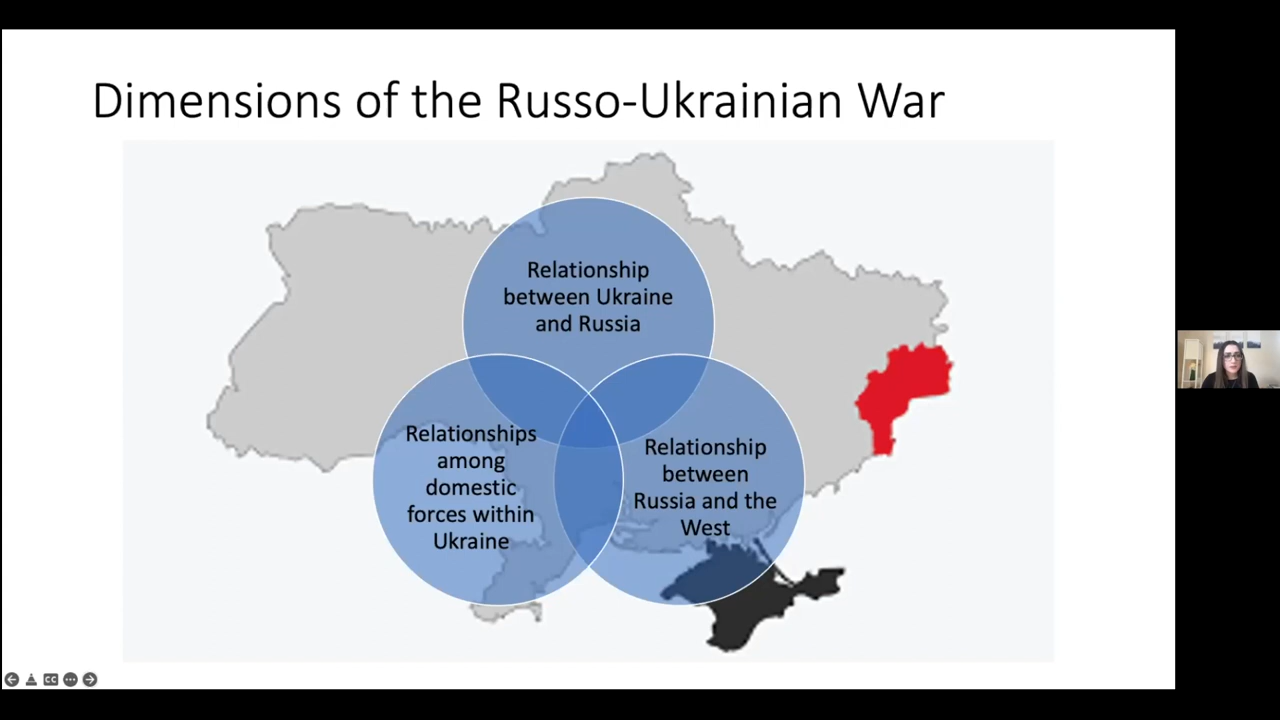 Dimensions of the Russo-Ukrainian War
Relationship
between Ukraine
and Russia
Relationships
among
domestic
forces within
Ukraine
Relationship
between
Russia and the
West
CC